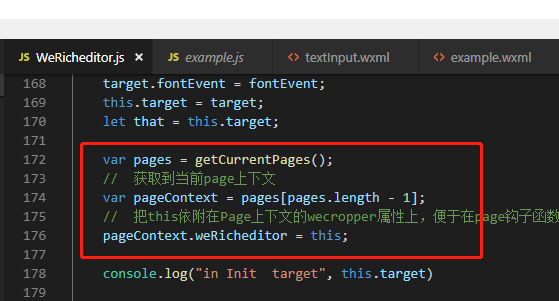 JS WeRicheditor.js × JS example.js <> textInput.wxml <> example.wxml
168 target.fontEvent = fontEvent;
169 this.target = target;
170 let that = this.target;
171
172 var pages = getCurrentPages();
173 // 获取到当前page上下文
174 var pageContext = pages[pages.length - 1];
175 // 把this依附在Page上下文的wecropper属性上，便于在page钩子函数
176 pageContext.weRicheditor = this;
177
178 console.log("in Init  target", this.target)
179